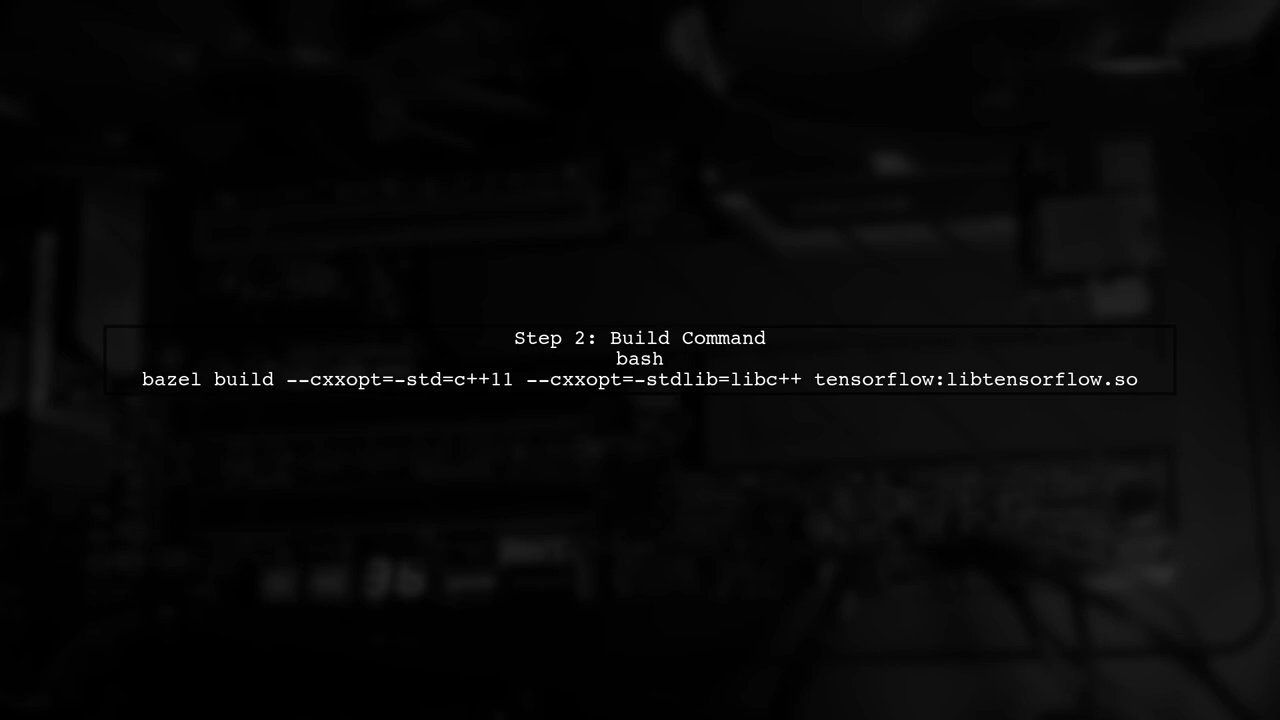 Step 2: Build Command
bash
bazel build --cxxopt=-std=c++11 --cxxopt=-stdlib=libc++ tensorflow:libtensorflow.so